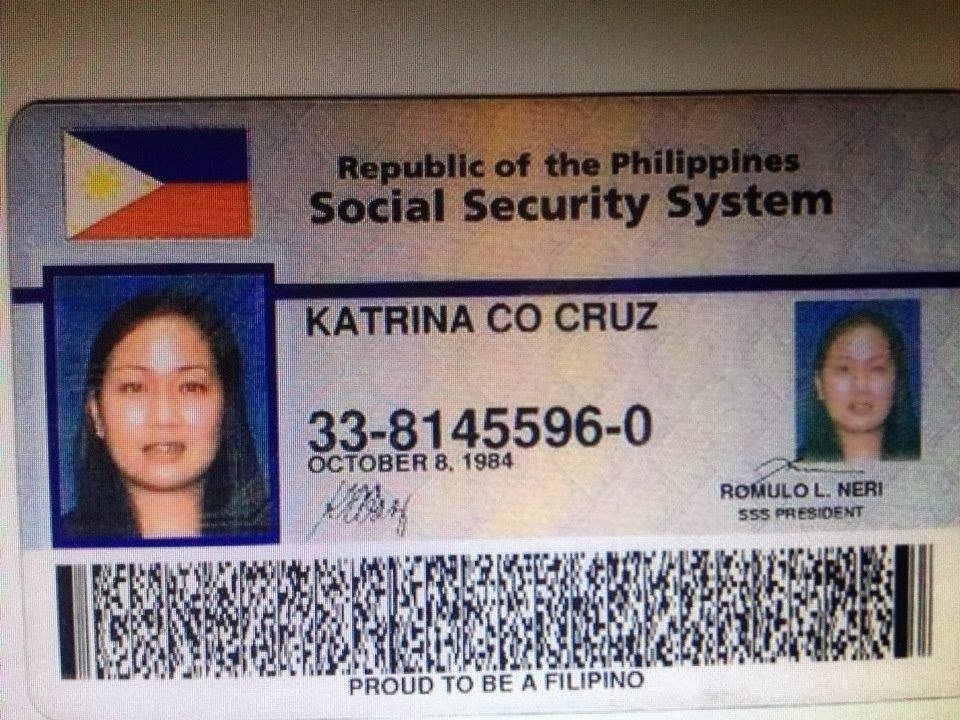 Republic of the Philippines
Social Security System
KATRINA CO CRUZ
33-8145596-0
OCTOBER 8, 1984
ROMULO L. NERI
SSS PRESIDENT
PROUD TO BE A FILIPINO